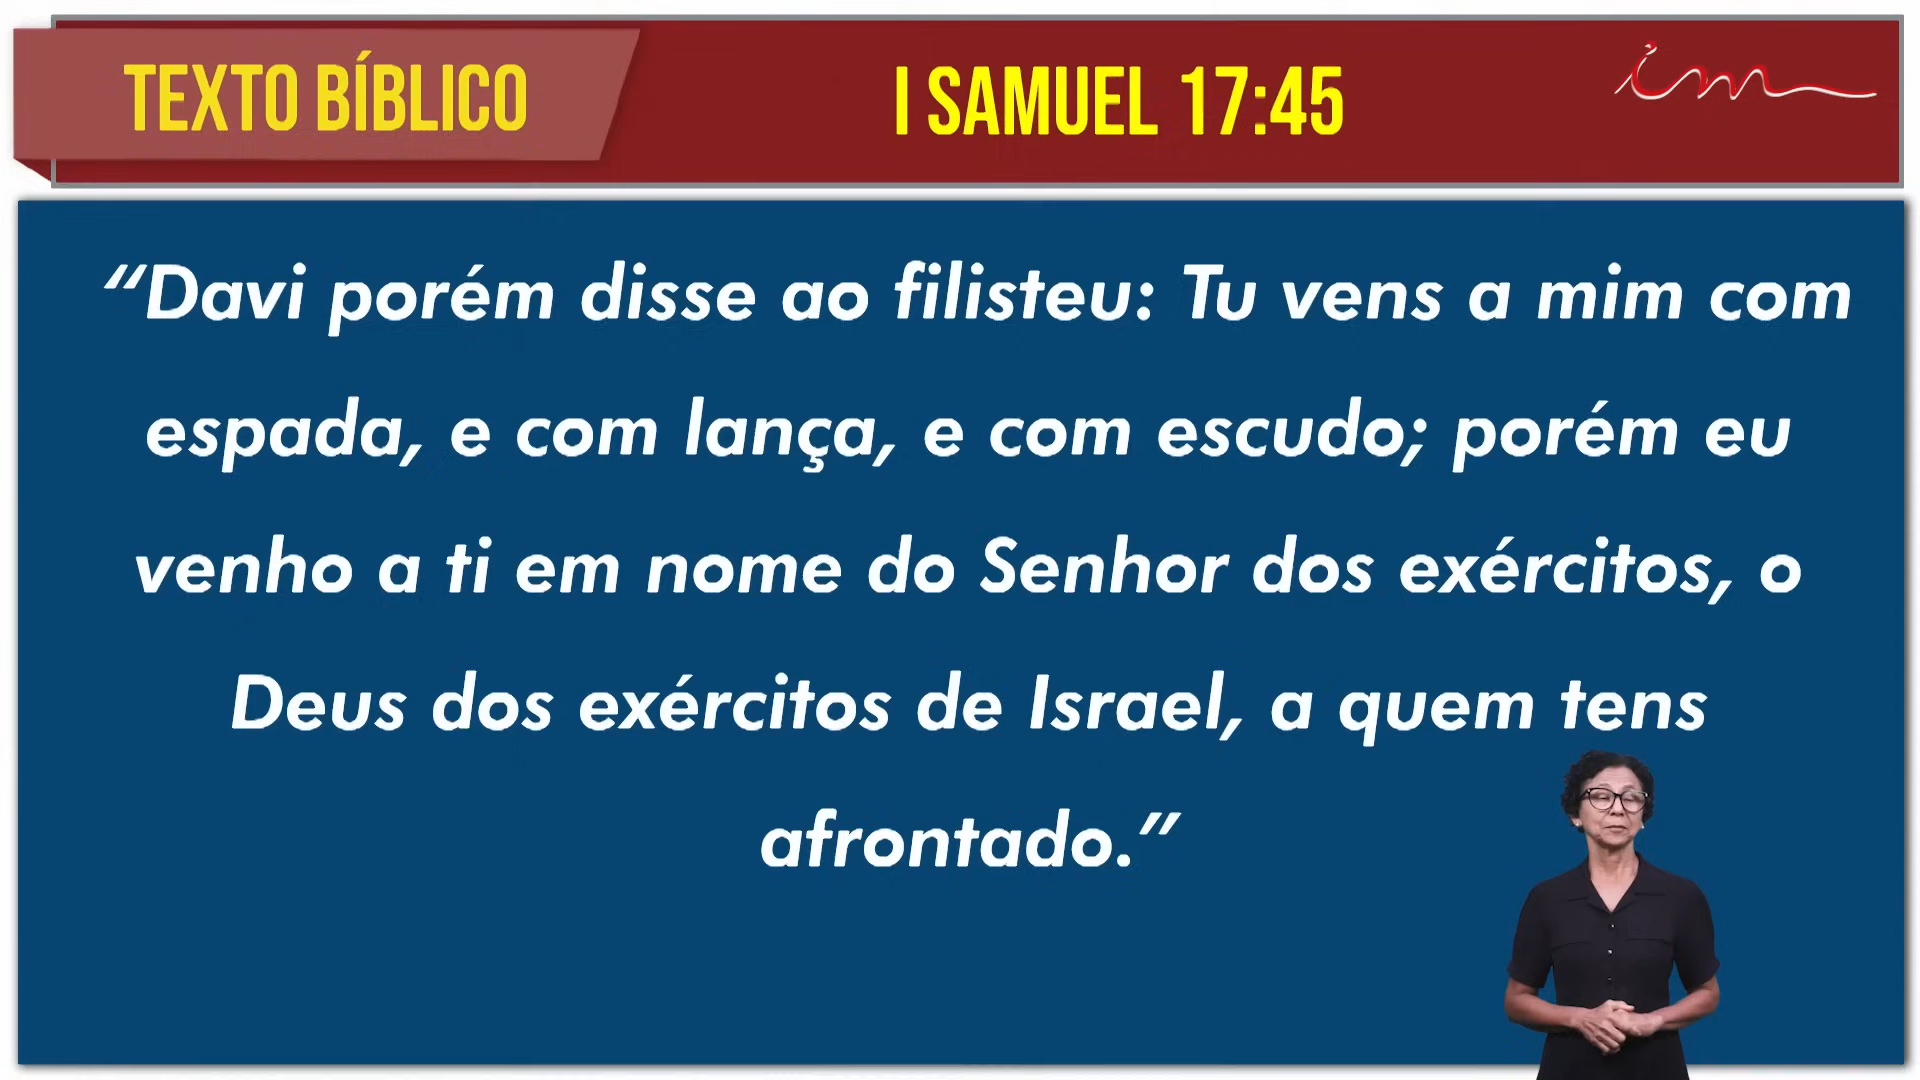 TEXTO BÍBLICO
I SAMUEL 17:45
im
“Davi porém disse ao filisteu: Tu vens a mim com
espada, e com lança, e com escudo; porém eu
venho a ti em nome do Senhor dos exércitos, o
Deus dos exércitos de Israel, a quem tens
afrontado.”